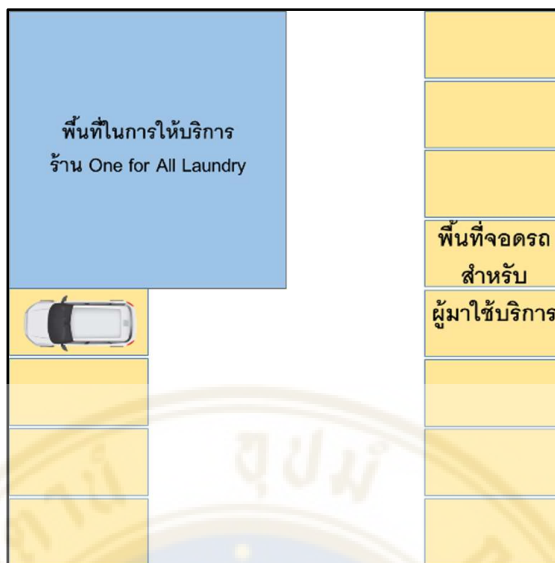 พื้นที่ในการให้บริการ
ร้าน One for All Laundry
พื้นที่จอดรถ
สำหรับ
ผู้มาใช้บริการ